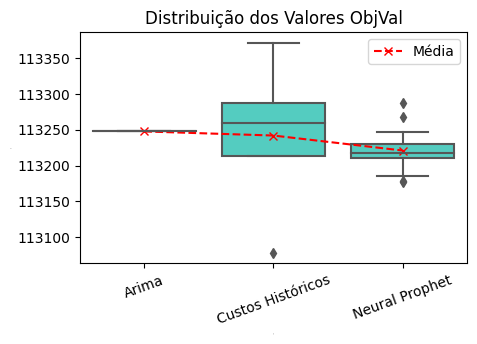 Distribuição dos Valores ObjVal
Média
113350
113300
113250
113200
113150
113100
Arima
Custos Históricos
Neural Prophet